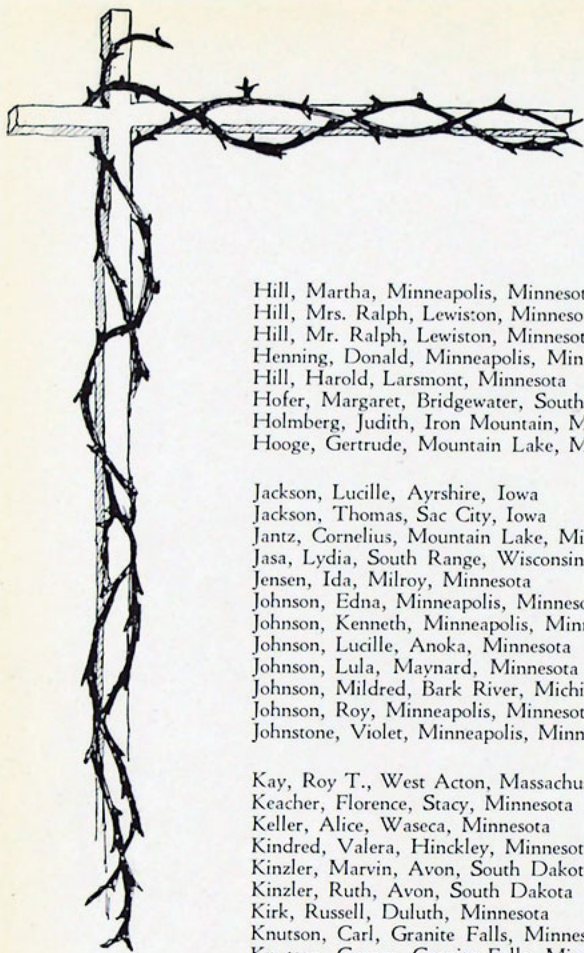 Hill, Martha, Minneapolis, Minnesot
Hill, Mrs. Ralph, Lewiston, Minneso
Hill, Mr. Ralph, Lewiston, Minnesot
Henning, Donald, Minneapolis, Min
Hill, Harold, Larsmont, Minnesota
Hofer, Margaret, Bridgewater, South
Holmberg, Judith, Iron Mountain, M
Hooge, Gertrude, Mountain Lake, M
Jackson, Lucille, Ayrshire, Iowa
Jackson, Thomas, Sac City, Iowa
Jantz, Cornelius, Mountain Lake, Mi
Jasa, Lydia, South Range, Wisconsin
Jensen, Ida, Milroy, Minnesota
Johnson, Edna, Minneapolis, Minneso
Johnson, Kenneth, Minneapolis, Minn
Johnson, Lucille, Anoka, Minnesota
Johnson, Lula, Maynard, Minnesota
Johnson, Mildred, Bark River, Michi
Johnson, Roy, Minneapolis, Minnesot
Johnstone, Violet, Minneapolis, Minn
Kay, Roy T., West Acton, Massachus
Keacher, Florence, Stacy, Minnesota
Keller, Alice, Waseca, Minnesota
Kindred, Valera, Hinckley, Minnesot
Kinzler, Marvin, Avon, South Dakot
Kinzler, Ruth, Avon, South Dakota
Kirk, Russell, Duluth, Minnesota
Knutson, Carl, Granite Falls, Minnes